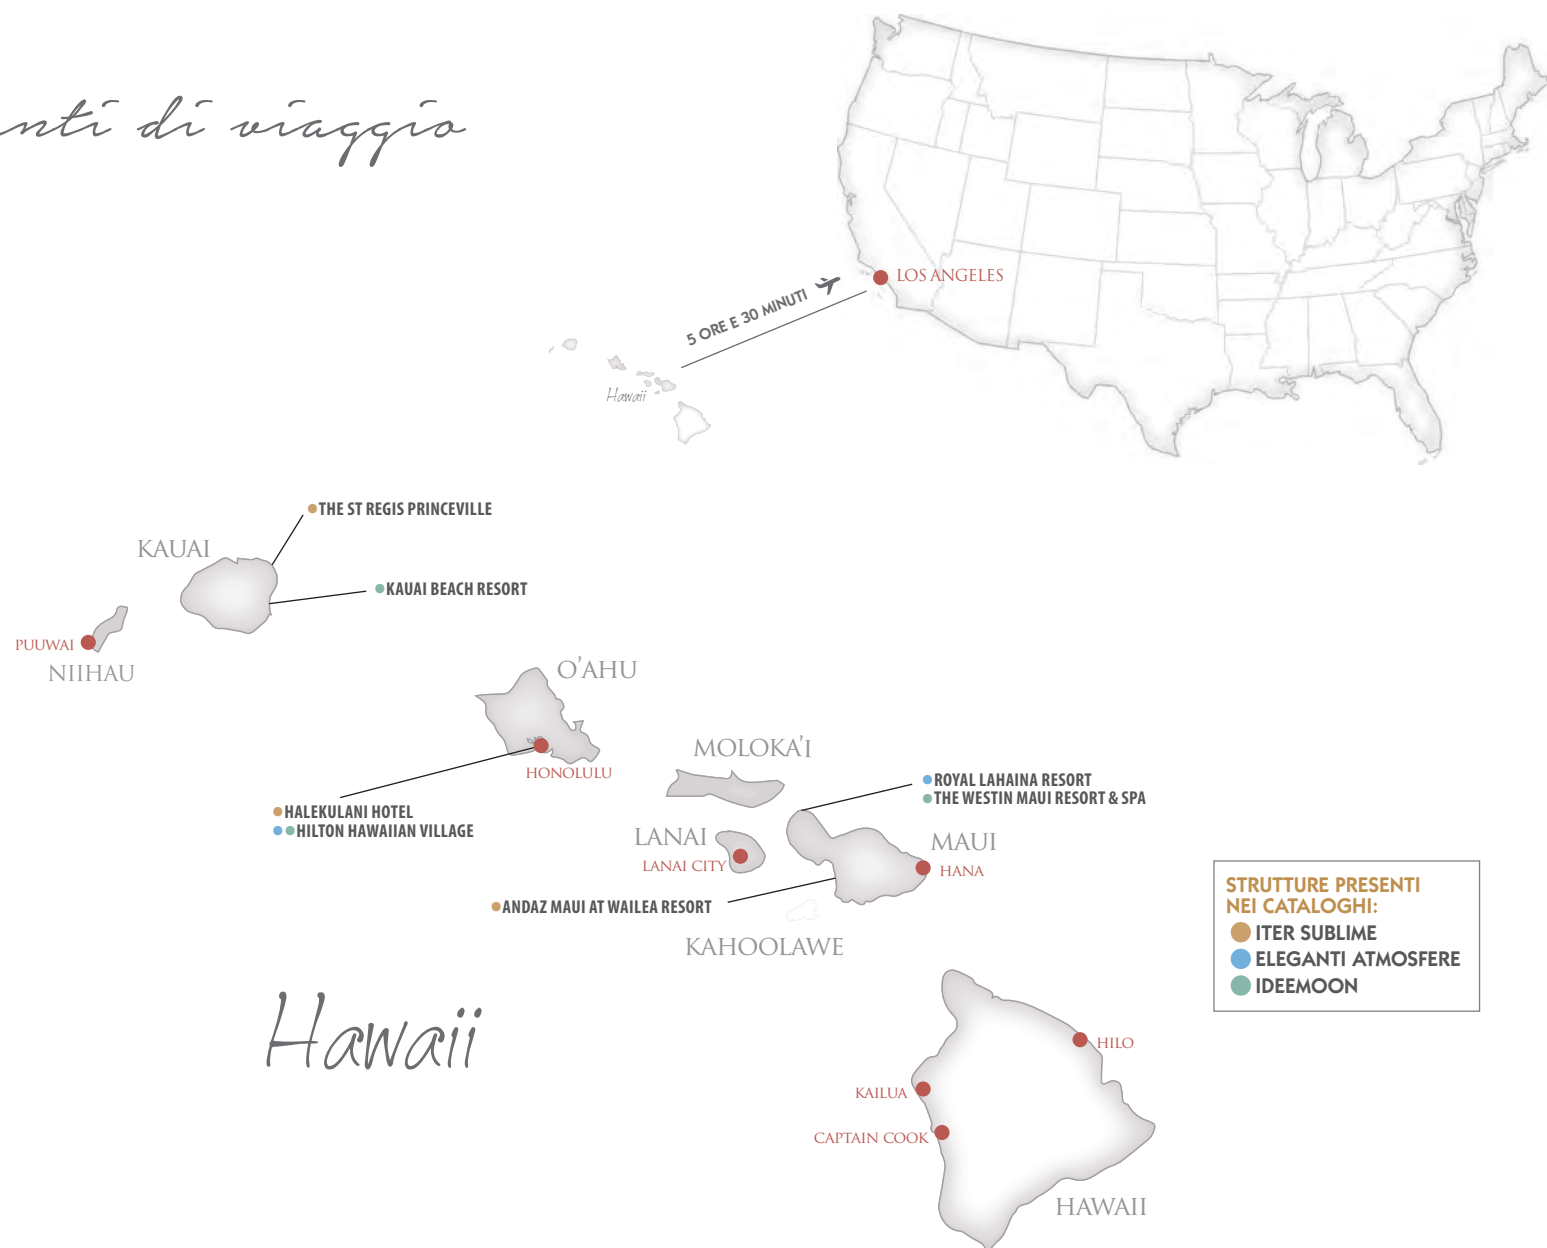 di viaggio
LOS ANGELES
5 ORE E 30 MINUTI
Hawaii
THE ST REGIS PRINCEVILLE
KAUAI
KAUAI BEACH RESORT
PUUWAI
NIIHAU
O'AHU
HONOLULU
MOLOKA'I
ROYAL LAHAINA RESORT
THE WESTIN MAUI RESORT & SPA
HALEKULANI HOTEL
HILTON HAWAIIAN VILLAGE
LANAI
LANAI CITY
MAUI
HANA
ANDAZ MAUI AT WAILEA RESORT
KAHOOLAWE
STRUTTURE PRESENTI
NEI CATALOGHI:
ITER SUBLIME
ELEGANTI ATMOSFERE
IDEEMOON
Hawaii
HILO
KAILUA
CAPTAIN COOK
HAWAII